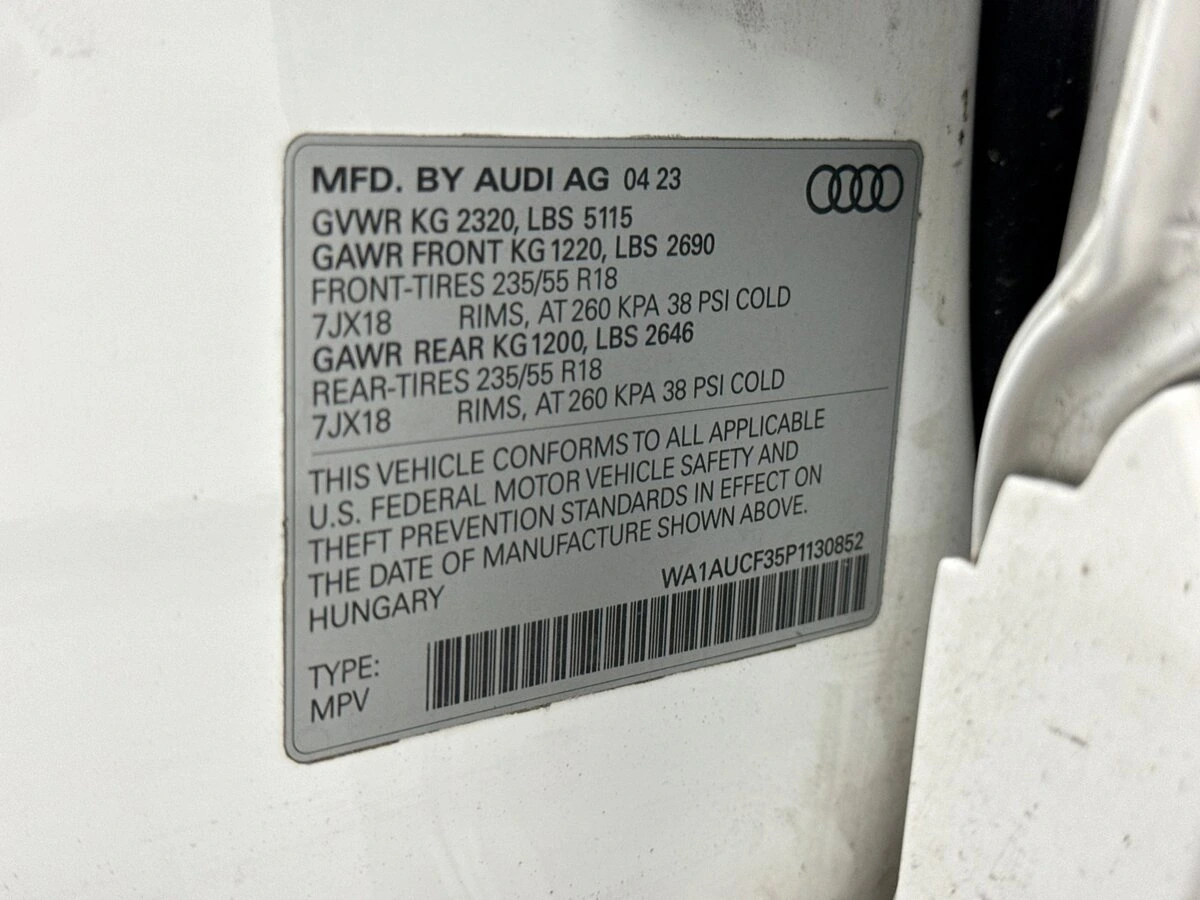 MFD. BY AUDI AG 04 23
GVWR KG 2320, LBS 5115
GAWR FRONT KG 1220, LBS 2690
FRONT-TIRES 235/55 R18
7JX18 RIMS, AT 260 KPA 38 PSI COLD
GAWR REAR KG 1200, LBS 2646
REAR-TIRES 235/55 R18
7JX18 RIMS, AT 260 KPA 38 PSI COLD
THIS VEHICLE CONFORMS TO ALL APPLICABLE
U.S. FEDERAL MOTOR VEHICLE SAFETY AND
THEFT PREVENTION STANDARDS IN EFFECT ON
THE DATE OF MANUFACTURE SHOWN ABOVE.
HUNGARY WA1AUCF35P1130852
TYPE:
MPV